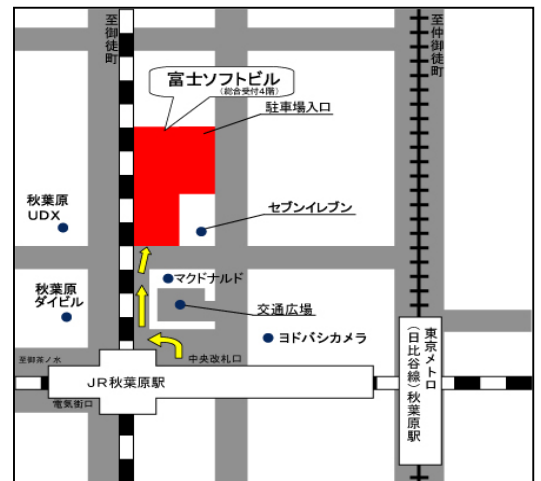 至御徒町
至仲御徒町
富士ソフトビル
(総合受付4階)
駐車場入口
秋葉原
UDX
セブンイレブン
マクドナルド
秋葉原
ダイビル
交通広場
ヨドバシカメラ
至御茶ノ水
中央改札口
JR秋葉原駅
電気街口
東京メトロ
(日比谷線)秋葉原駅